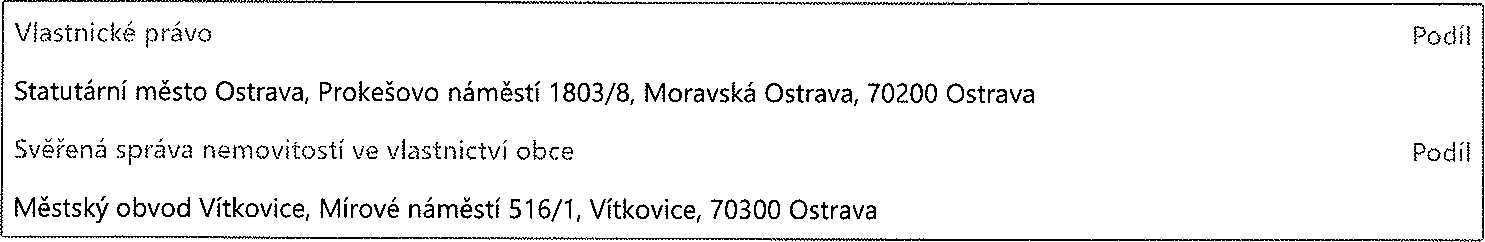 Vlastnické právo Podíl
Statutární město Ostrava, Prokešovo náměstí 1803/8, Moravská Ostrava, 70200 Ostrava
Svěřená správa nemovitostí ve vlastnictví obce Podíl
Městský obvod Vítkovice, Mírové náměstí 516/1, Vítkovice, 70300 Ostrava